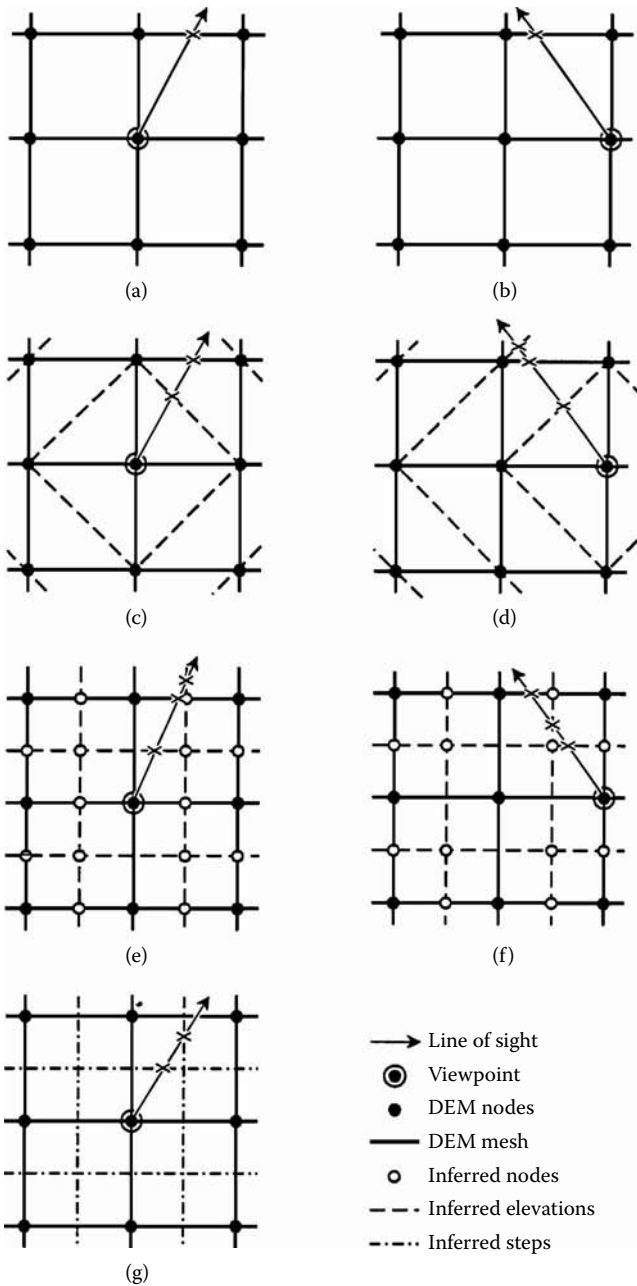 (a)
(b)
(c)
(d)
(e)
(f)
(g)
Line of sight
Viewpoint
DEM nodes
DEM mesh
Inferred nodes
Inferred elevations
Inferred steps